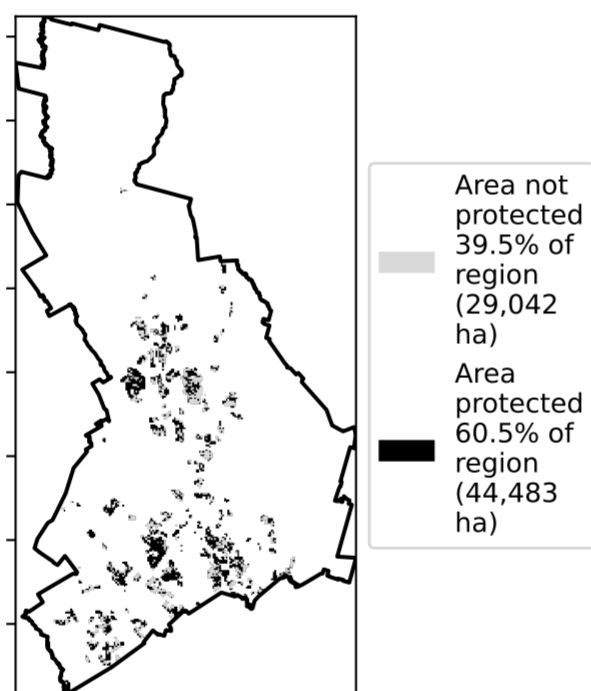 Area not
protected
39.5% of
region
(29,042
ha)
Area
protected
60.5% of
region
(44,483
ha)